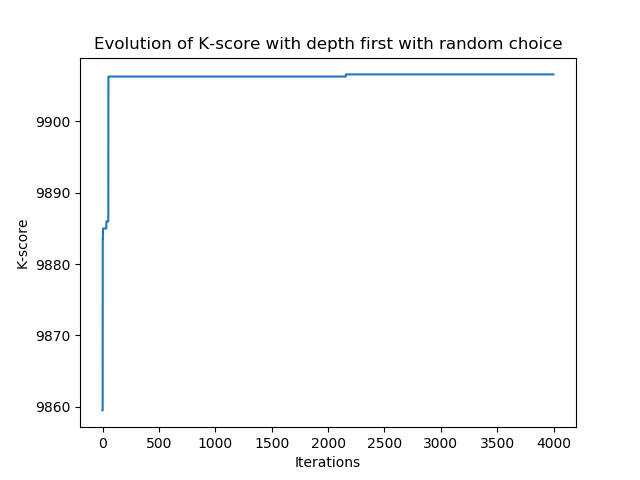 Evolution of K-score with depth first with random choice
9900
9890
9880
9870
9860
K-score
0 500 1000 1500 2000 2500 3000 3500 4000
Iterations